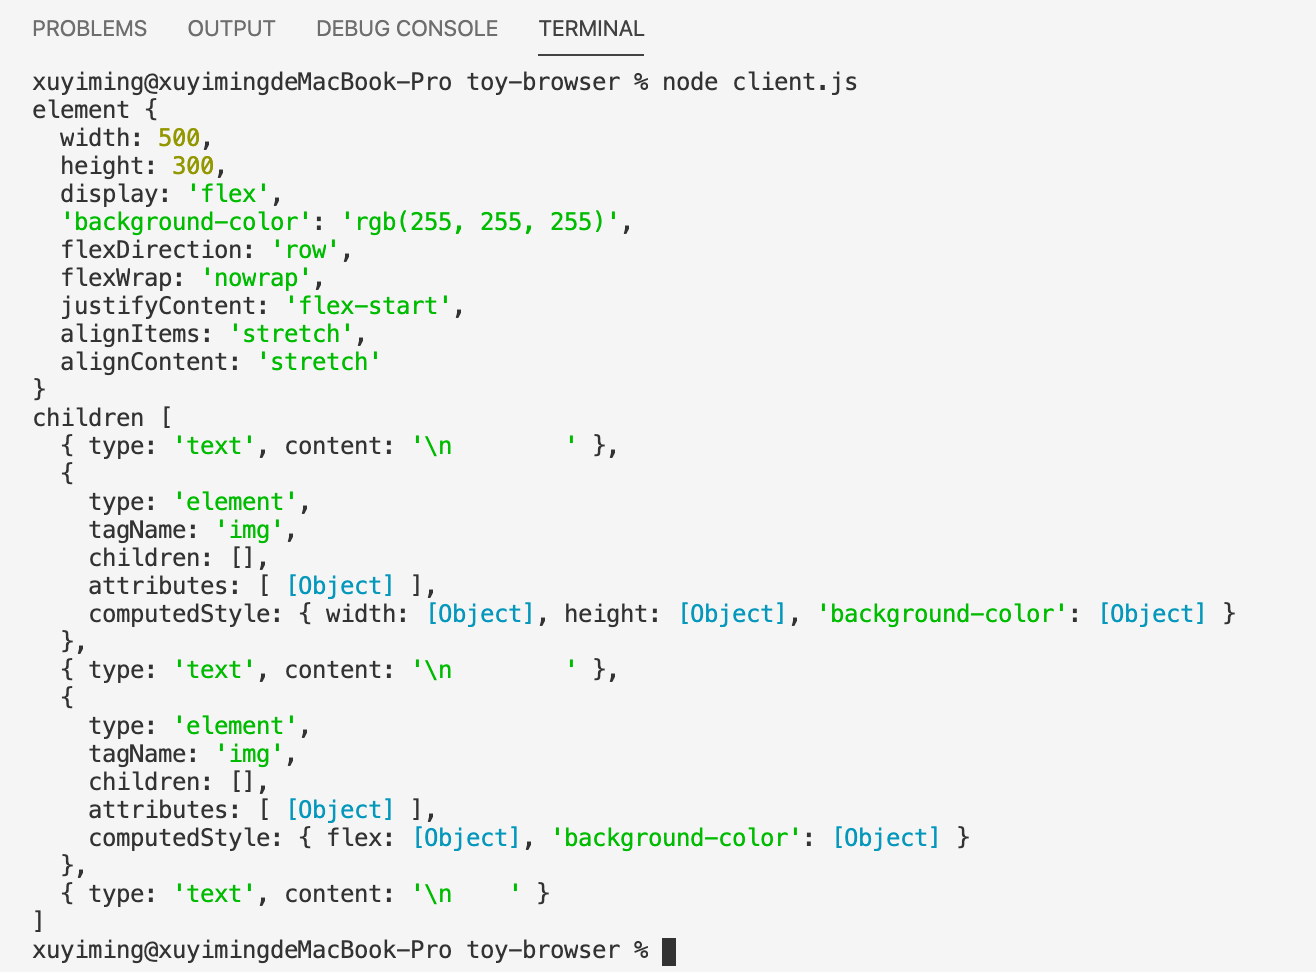 PROBLEMS OUTPUT DEBUG CONSOLE TERMINAL
xuyiming@xuyimingdeMacBook-Pro toy-browser % node client.js
element {
  width: 500,
  height: 300,
  display: 'flex',
  'background-color': 'rgb(255, 255, 255)',
  flexDirection: 'row',
  flexWrap: 'nowrap',
  justifyContent: 'flex-start',
  alignItems: 'stretch',
  alignContent: 'stretch'
}
children [
  { type: 'text', content: '\n        ' },
  {
    type: 'element',
    tagName: 'img',
    children: [],
    attributes: [ [Object] ],
    computedStyle: { width: [Object], height: [Object], 'background-color': [Object] }
  },
  { type: 'text', content: '\n        ' },
  {
    type: 'element',
    tagName: 'img',
    children: [],
    attributes: [ [Object] ],
    computedStyle: { flex: [Object], 'background-color': [Object] }
  },
  { type: 'text', content: '\n    ' }
]
xuyiming@xuyimingdeMacBook-Pro toy-browser %